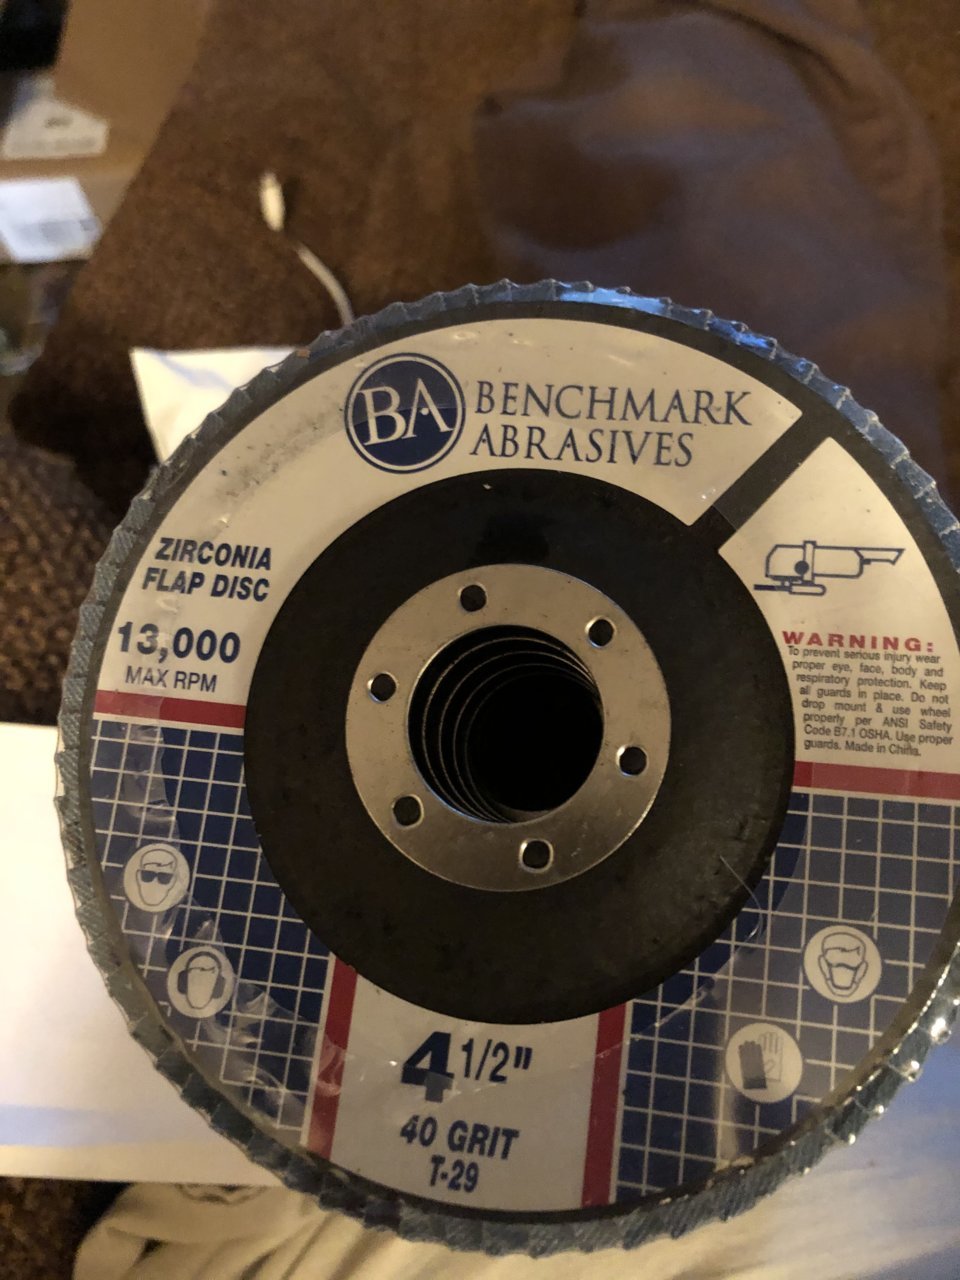 BA
BENCHMARK
ABRASIVES
ZIRCONIA
FLAP DISC
13,000
MAX RPM
WARNING:
To prevent serious injury wear
proper eye, face, body and
respiratory protection. Keep
all guards in place. Do not
drop mount & use wheel
properly per ANSI Safety
Code B7.1 OSHA. Use proper
guards. Made in China.
4 1/2"
40 GRIT
T-29